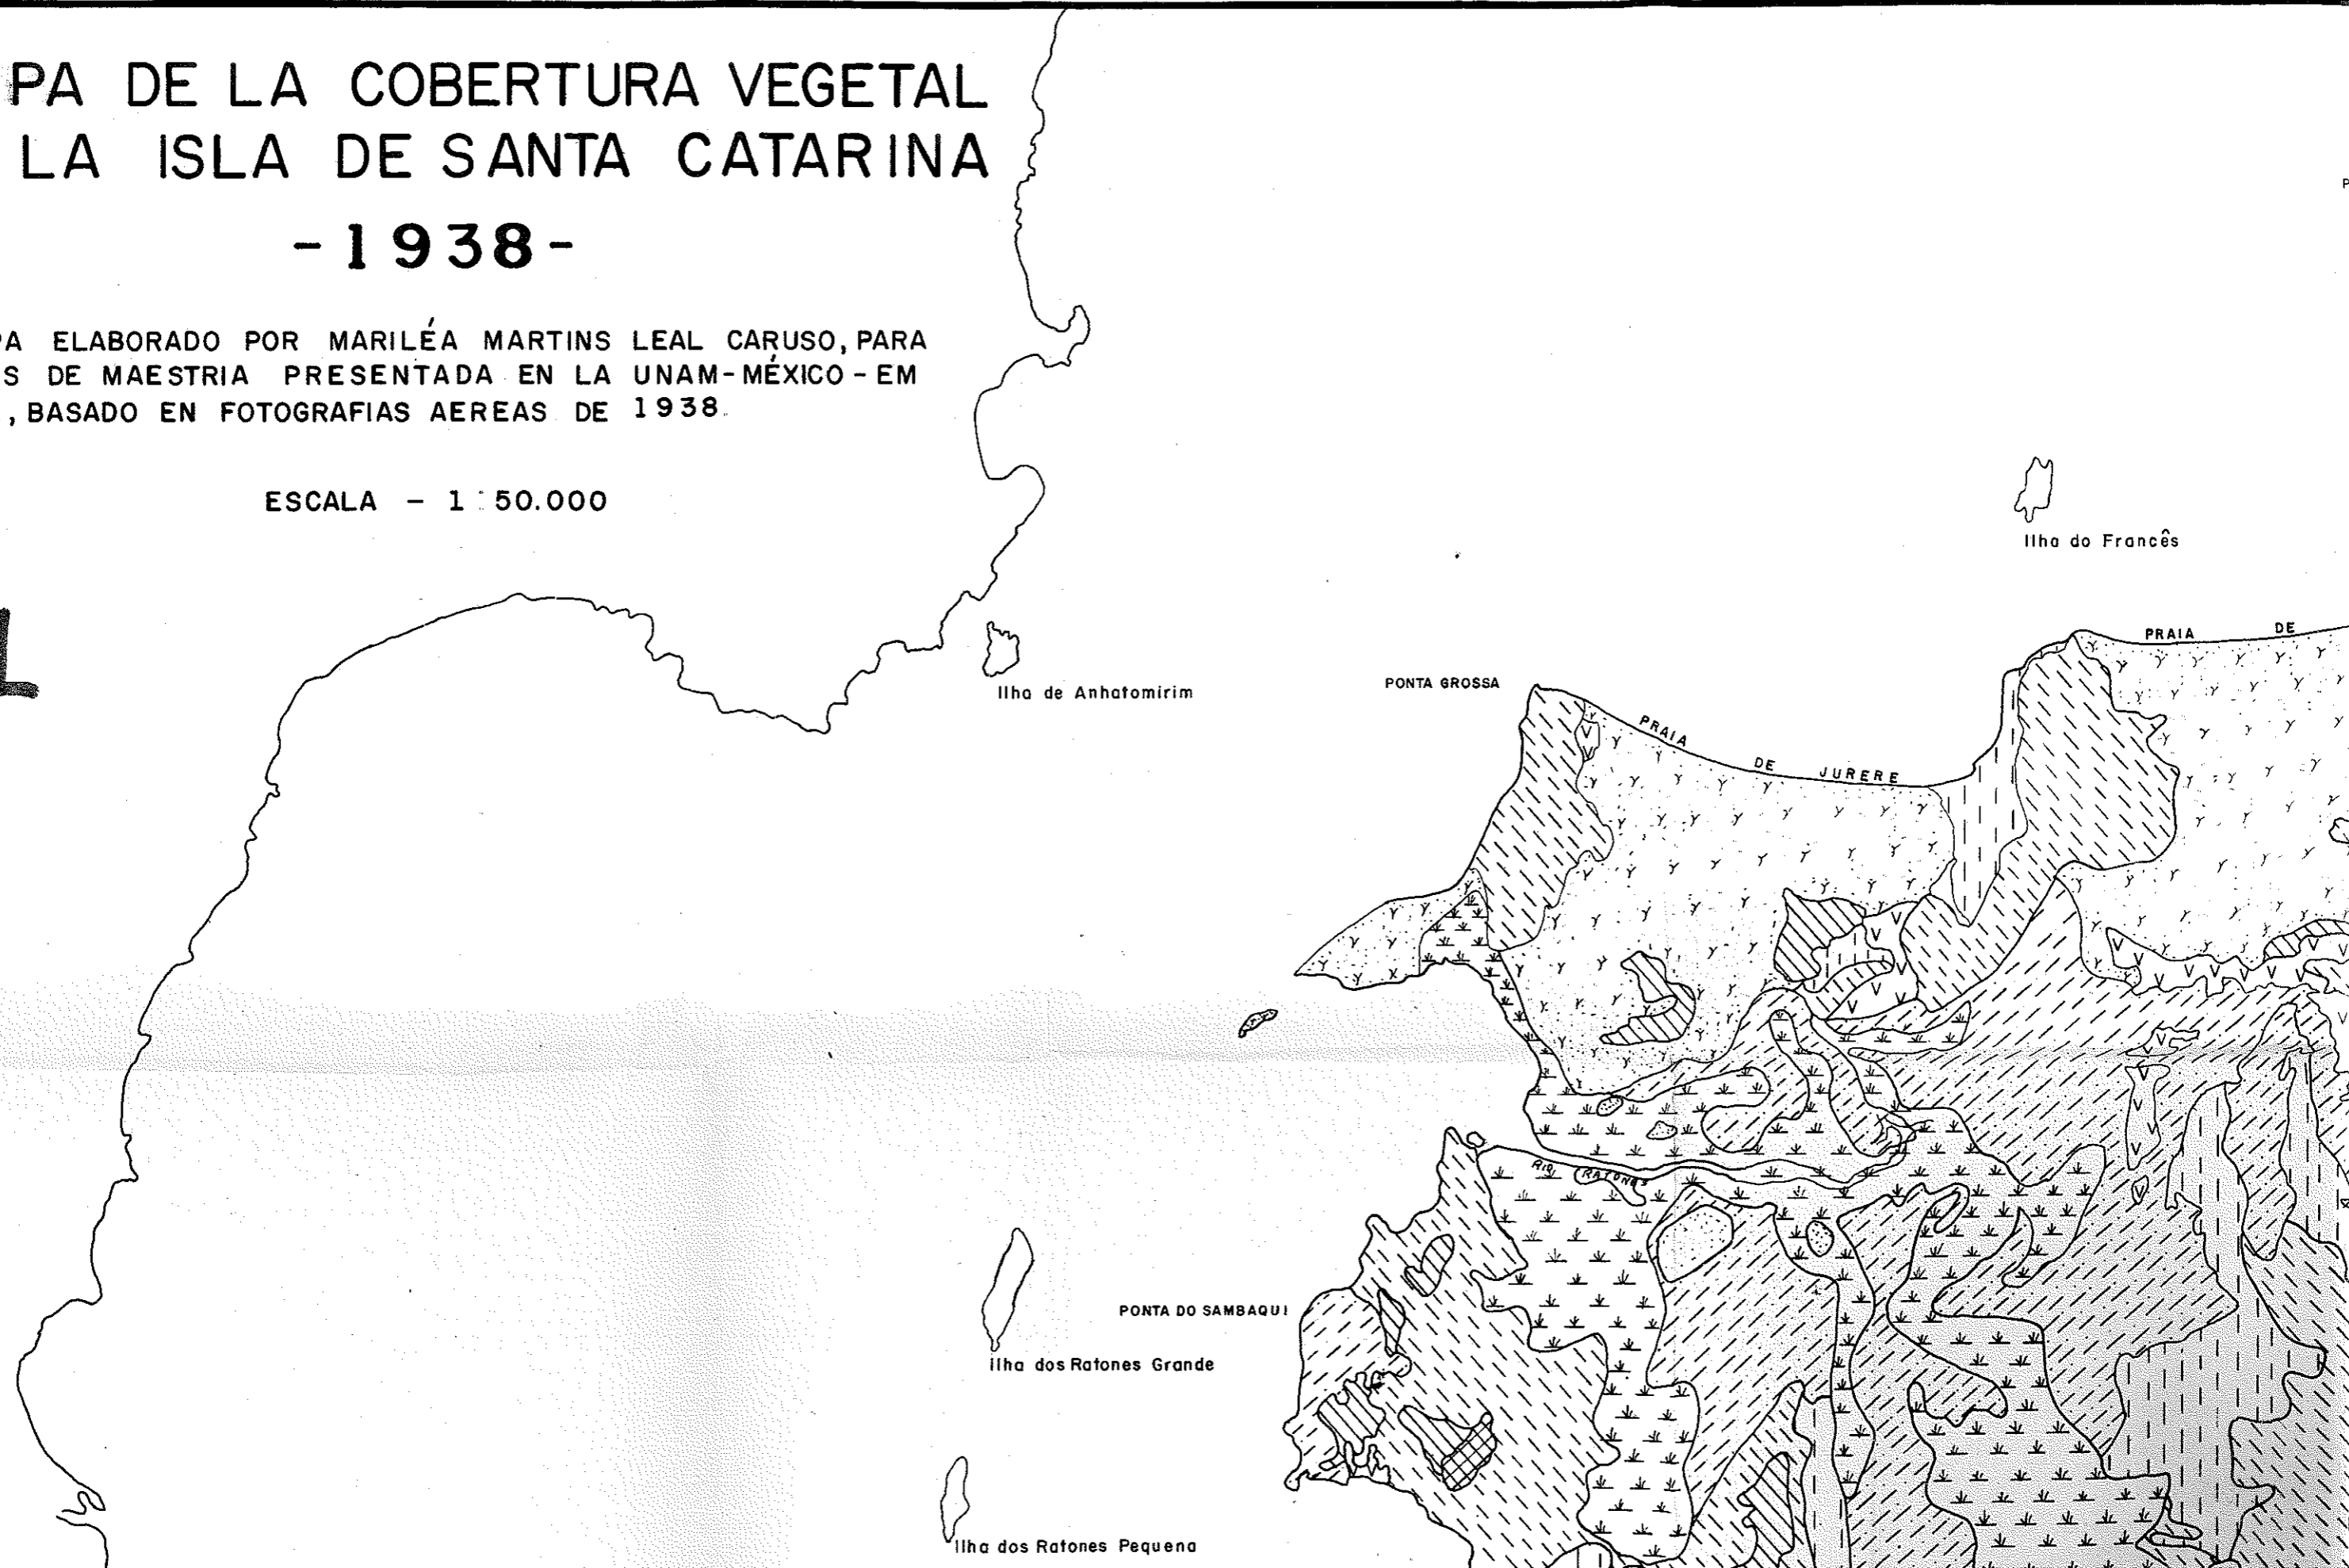 PA DE LA COBERTURA VEGETAL
LA ISLA DE SANTA CATARINA
-1938-
PA ELABORADO POR MARILÉA MARTINS LEAL CARUSO, PARA
S DE MAESTRIA PRESENTADA EN LA UNAM-MÉXICO-EM
, BASADO EN FOTOGRAFIAS AEREAS DE 1938.
ESCALA - 1:50.000
L
P
Ilha do Francês
PRAIA DE
Ilha de Anhatomirim
PONTA GROSSA
PRAIA DE JURERE
RIO RATONES
PONTA DO SAMBAQUI
ilha dos Ratones Grande
Ilha dos Ratones Pequena